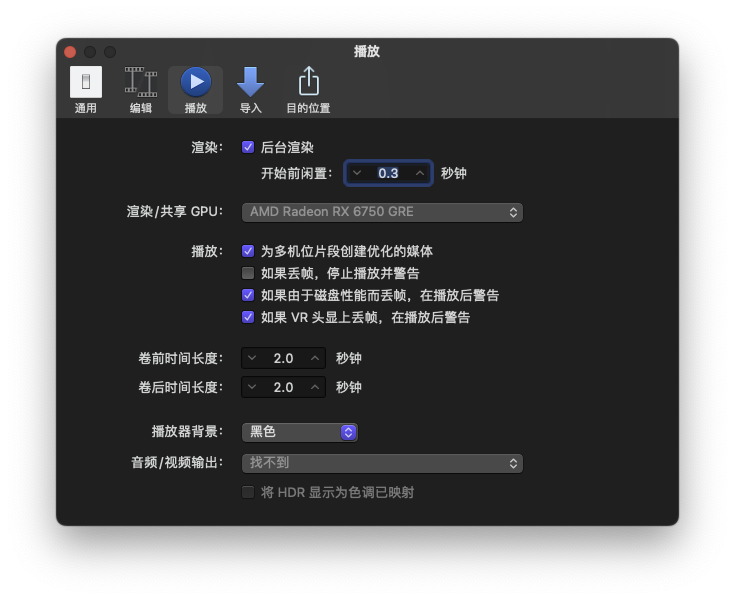 播放
通用 编辑 播放 导入 目的位置
渲染： 后台渲染
开始前闲置： 0.3 秒钟
渲染/共享 GPU： AMD Radeon RX 6750 GRE
播放： 为多机位片段创建优化的媒体
如果丢帧，停止播放并警告
如果由于磁盘性能而丢帧，在播放后警告
如果 VR 头显上丢帧，在播放后警告
卷前时间长度： 2.0 秒钟
卷后时间长度： 2.0 秒钟
播放器背景： 黑色
音频/视频输出： 找不到
将 HDR 显示为色调已映射